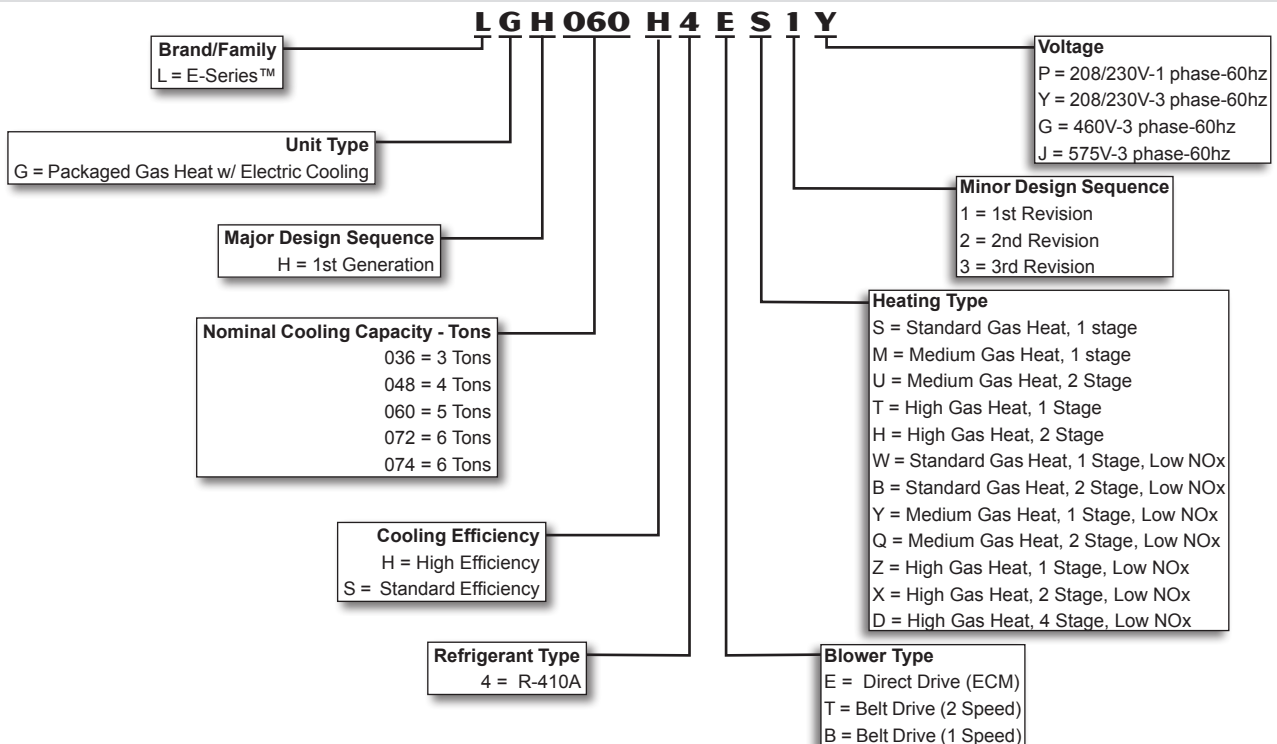 LGH060H4ES1Y
Brand/Family
L = E-Series™
Unit Type
G = Packaged Gas Heat w/ Electric Cooling
Major Design Sequence
H = 1st Generation
Nominal Cooling Capacity - Tons
036 = 3 Tons
048 = 4 Tons
060 = 5 Tons
072 = 6 Tons
074 = 6 Tons
Cooling Efficiency
H = High Efficiency
S = Standard Efficiency
Refrigerant Type
4 = R-410A
Voltage
P = 208/230V-1 phase-60hz
Y = 208/230V-3 phase-60hz
G = 460V-3 phase-60hz
J = 575V-3 phase-60hz
Minor Design Sequence
1 = 1st Revision
2 = 2nd Revision
3 = 3rd Revision
Heating Type
S = Standard Gas Heat, 1 stage
M = Medium Gas Heat, 1 stage
U = Medium Gas Heat, 2 Stage
T = High Gas Heat, 1 Stage
H = High Gas Heat, 2 Stage
W = Standard Gas Heat, 1 Stage, Low NOx
B = Standard Gas Heat, 2 Stage, Low NOx
Y = Medium Gas Heat, 1 Stage, Low NOx
Q = Medium Gas Heat, 2 Stage, Low NOx
Z = High Gas Heat, 1 Stage, Low NOx
X = High Gas Heat, 2 Stage, Low NOx
D = High Gas Heat, 4 Stage, Low NOx
Blower Type
E = Direct Drive (ECM)
T = Belt Drive (2 Speed)
B = Belt Drive (1 Speed)